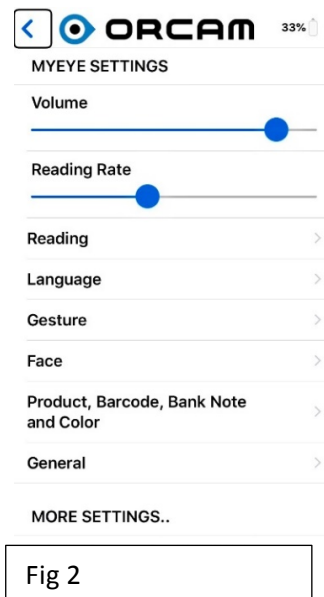 ORCAM
33%
MYEYE SETTINGS
Volume
Reading Rate
Reading
Language
Gesture
Face
Product, Barcode, Bank Note
and Color
General
MORE SETTINGS..
Fig 2